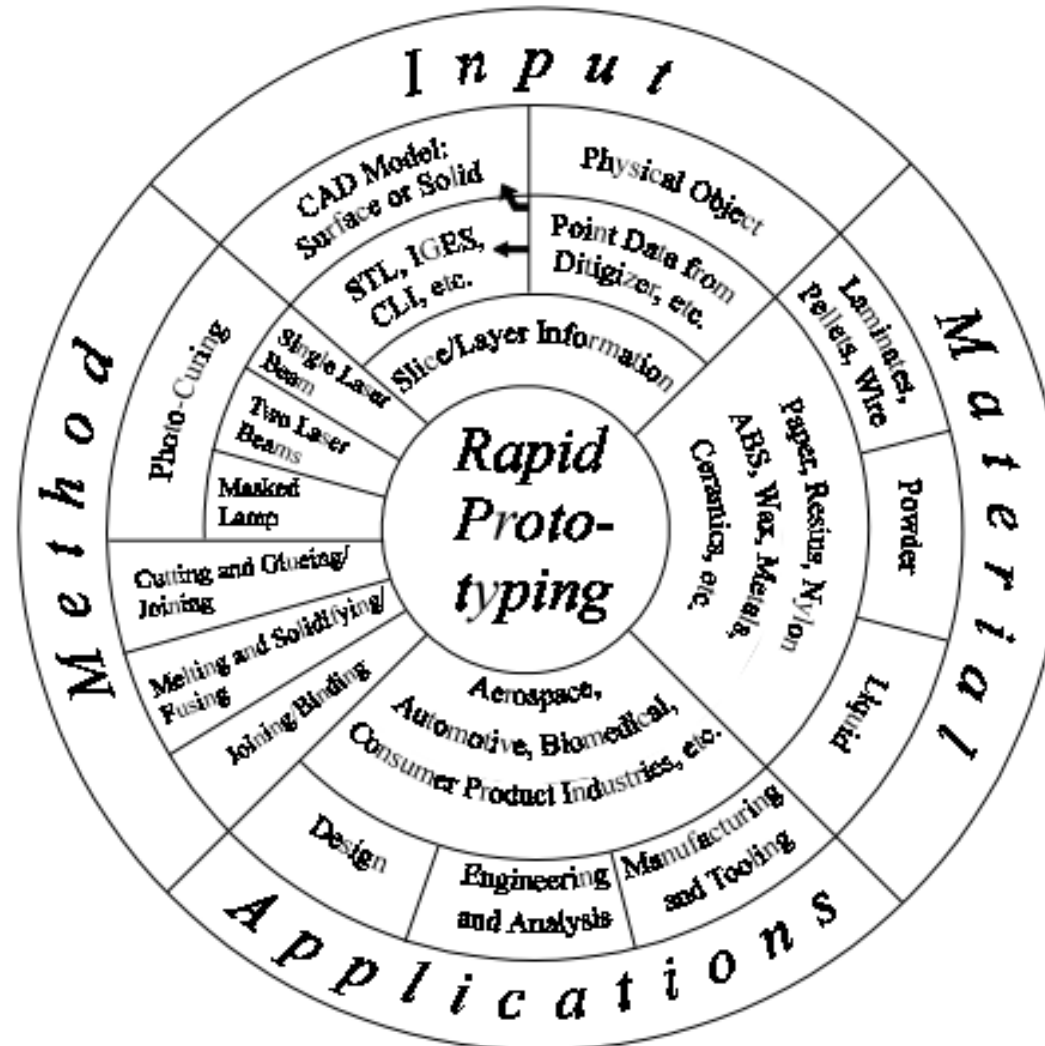 Input
CAD Model:
Surface or Solid
Physical Object
STL, IGES,
CLI, etc.
Point Data from
Ditigizer, etc.
Slice/Layer Information
Material
Laminates,
Pellets, Wire
Powder
Liquid
Paper, Resins, Nylon
ABS, Wax, Metals,
Ceramics, etc.
Method
Photo-Curing
Single Laser
Beam
Two Laser
Beams
Masked
Lamp
Cutting and Glueing/
Joining
Melting and Solidifying/
Fusing
Joining/Binding
Rapid
Proto-
typing
Aerospace,
Automotive, Biomedical,
Consumer Product Industries, etc.
Design
Engineering
and Analysis
Manufacturing
and Tooling
Applications